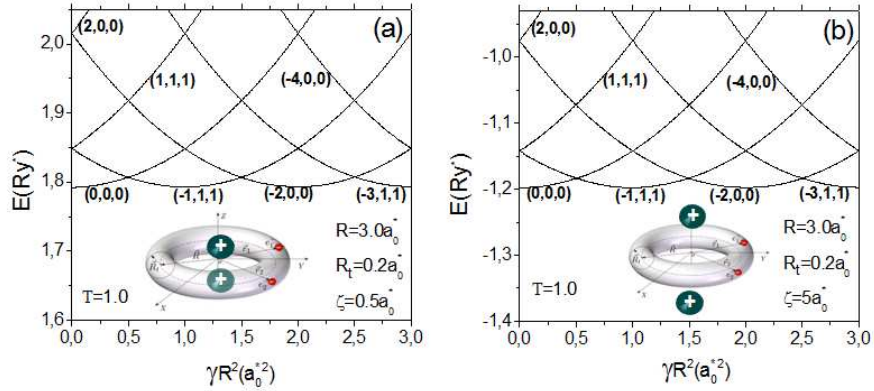 (a)
2,0
(2,0,0)
(1,1,1)
(-4,0,0)
1,9
E(Ry*)
1,8
(0,0,0)
(-1,1,1)
(-2,0,0)
(-3,1,1)
1,7
R=3.0a₀*
Rₜ=0.2a₀*
T=1.0
ζ=0.5a₀*
1,6
0,0 0,5 1,0 1,5 2,0 2,5 3,0
γR²(a₀*²)
(b)
(2,0,0)
-1,0
(1,1,1)
(-4,0,0)
-1,1
E(Ry*)
-1,2
(0,0,0)
(-1,1,1)
(-2,0,0)
(-3,1,1)
-1,3
R=3.0a₀*
Rₜ=0.2a₀*
T=1.0
ζ=5a₀*
-1,4
0,0 0,5 1,0 1,5 2,0 2,5 3,0
γR²(a₀*²)